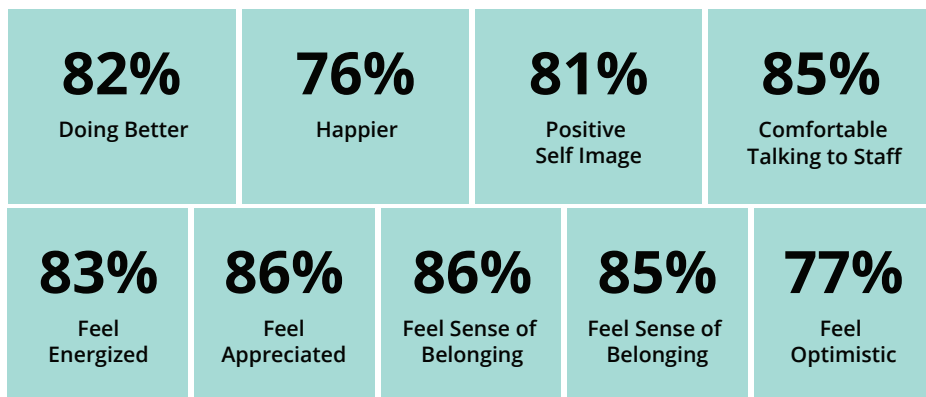 82%
Doing Better
76%
Happier
81%
Positive
Self Image
85%
Comfortable
Talking to Staff
83%
Feel
Energized
86%
Feel
Appreciated
86%
Feel Sense of
Belonging
85%
Feel Sense of
Belonging
77%
Feel
Optimistic